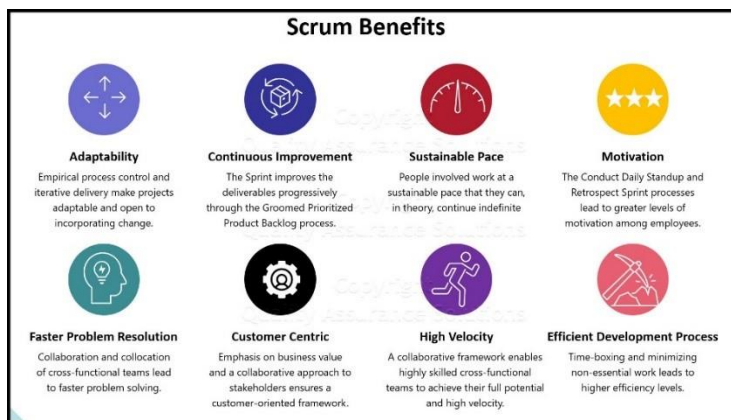 Scrum Benefits
Adaptability
Empirical process control and
iterative delivery make projects
adaptable and open to
incorporating change.
Continuous Improvement
The Sprint improves the
deliverables progressively
through the Groomed Prioritized
Product Backlog process.
Sustainable Pace
People involved work at a
sustainable pace that they can,
in theory, continue indefinite
Motivation
The Conduct Daily Standup and
Retrospect Sprint processes
lead to greater levels of
motivation among employees.
Faster Problem Resolution
Collaboration and collocation
of cross-functional teams lead
to faster problem solving.
Customer Centric
Emphasis on business value
and a collaborative approach to
stakeholders ensures a
customer-oriented framework.
High Velocity
A collaborative framework enables
highly skilled cross-functional
teams to achieve their full potential
and high velocity.
Efficient Development Process
Time-boxing and minimizing
non-essential work leads to
higher efficiency levels.